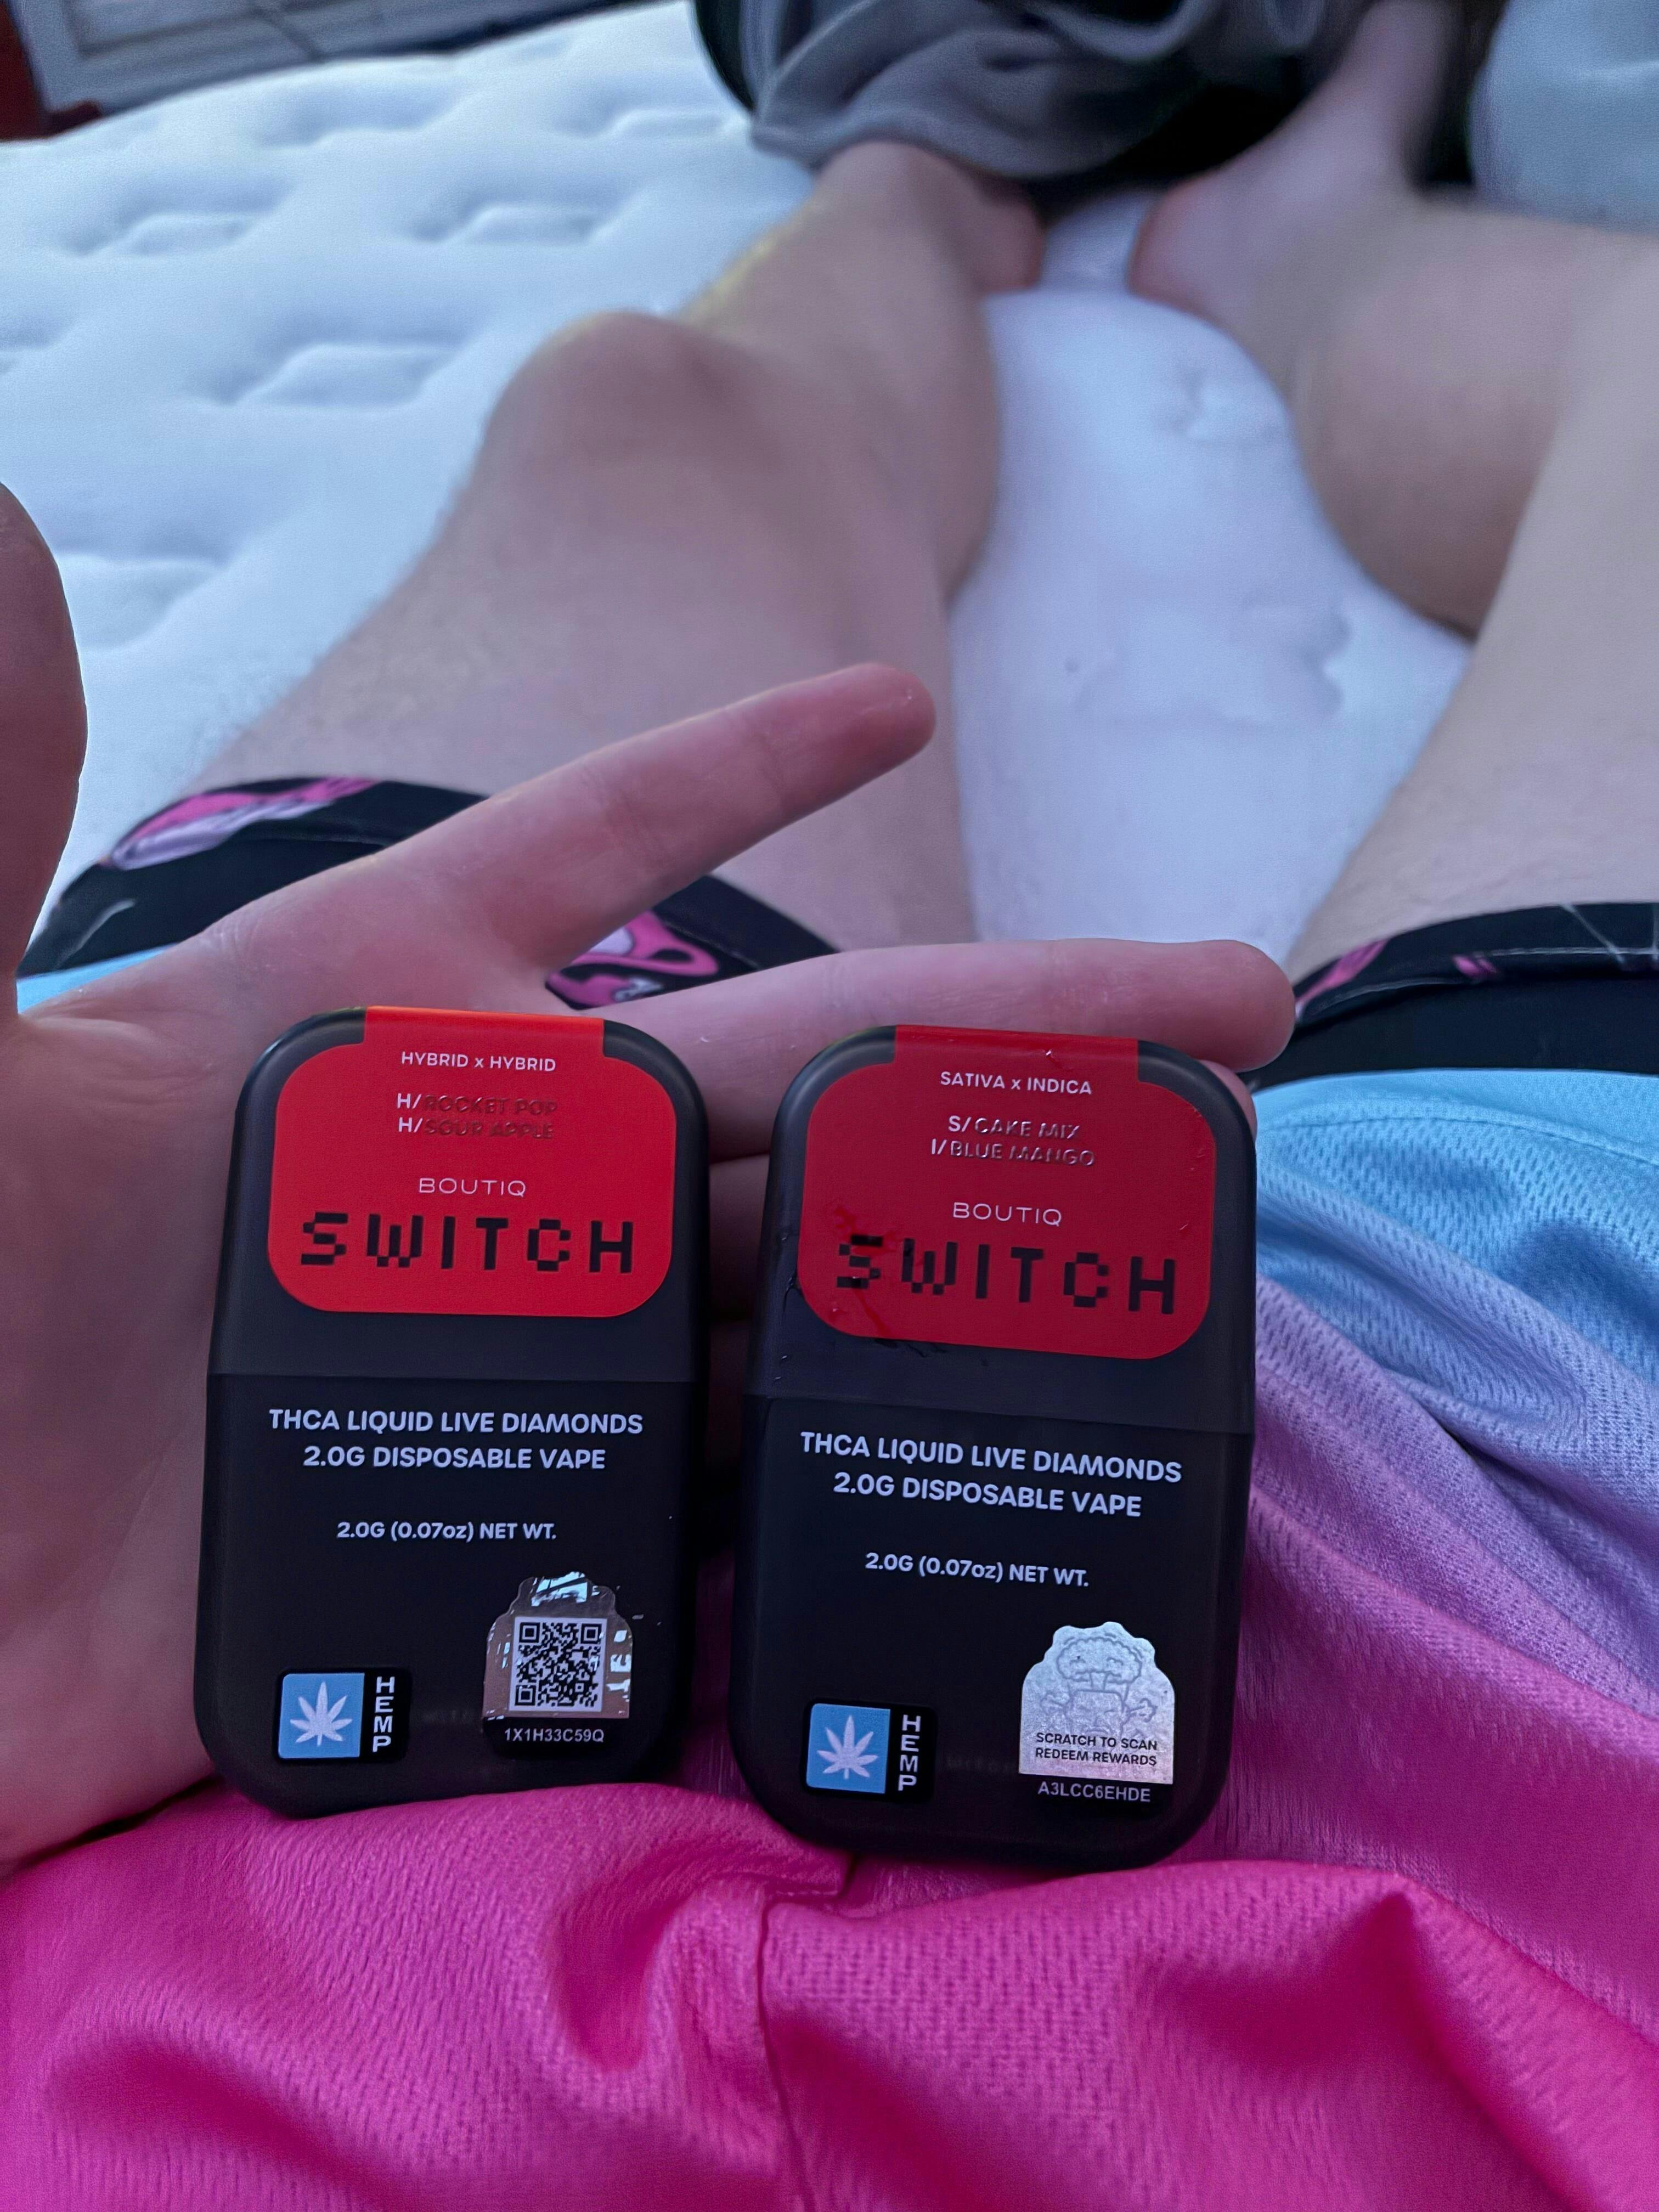 HYBRID x HYBRID
H/ROCKET POP
H/SOUR APPLE
BOUTIQ
SWITCH
THCA LIQUID LIVE DIAMONDS
2.0G DISPOSABLE VAPE
2.0G (0.07oz) NET WT.
HEMP
1X1H33C59Q
SATIVA x INDICA
S/CAKE MIX
I/BLUE MANGO
BOUTIQ
SWITCH
THCA LIQUID LIVE DIAMONDS
2.0G DISPOSABLE VAPE
2.0G (0.07oz) NET WT.
HEMP
SCRATCH TO SCAN
REDEEM REWARDS
A3LCC6EHDE